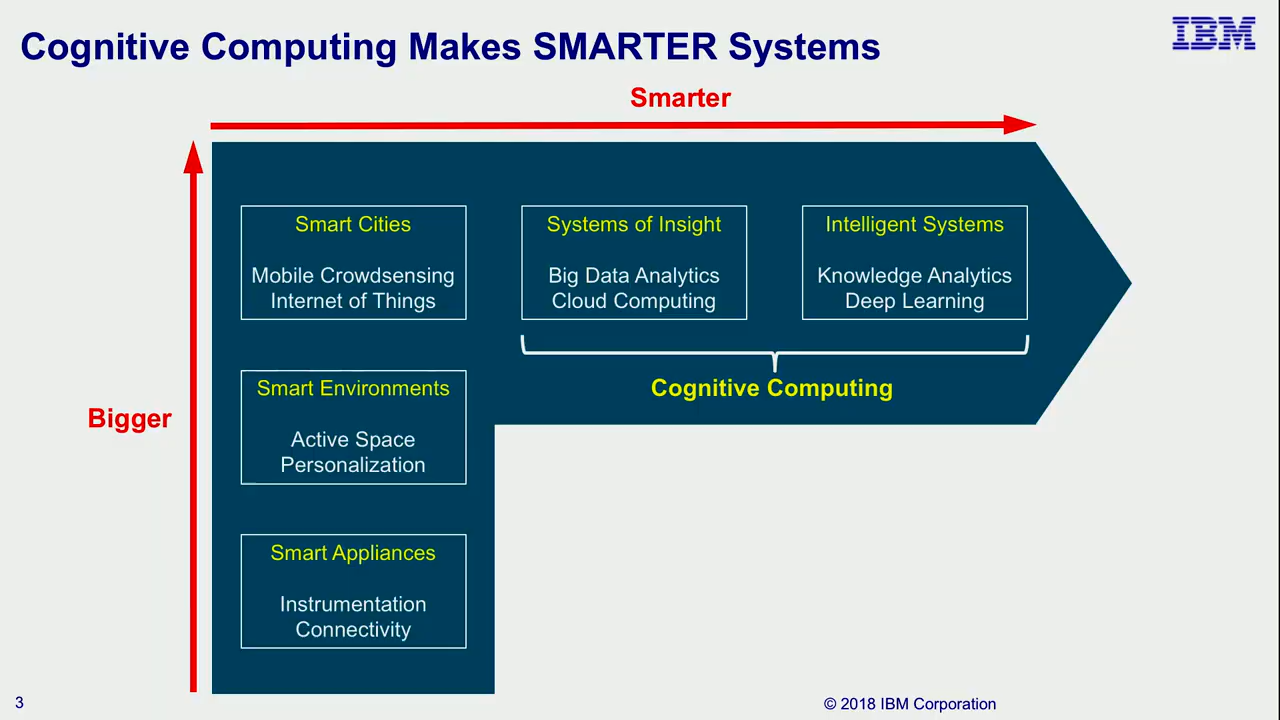 Cognitive Computing Makes SMARTER Systems
IBM
Smarter
Smart Cities
Mobile Crowdsensing
Internet of Things
Systems of Insight
Big Data Analytics
Cloud Computing
Intelligent Systems
Knowledge Analytics
Deep Learning
Cognitive Computing
Bigger
Smart Environments
Active Space
Personalization
Smart Appliances
Instrumentation
Connectivity
3
© 2018 IBM Corporation